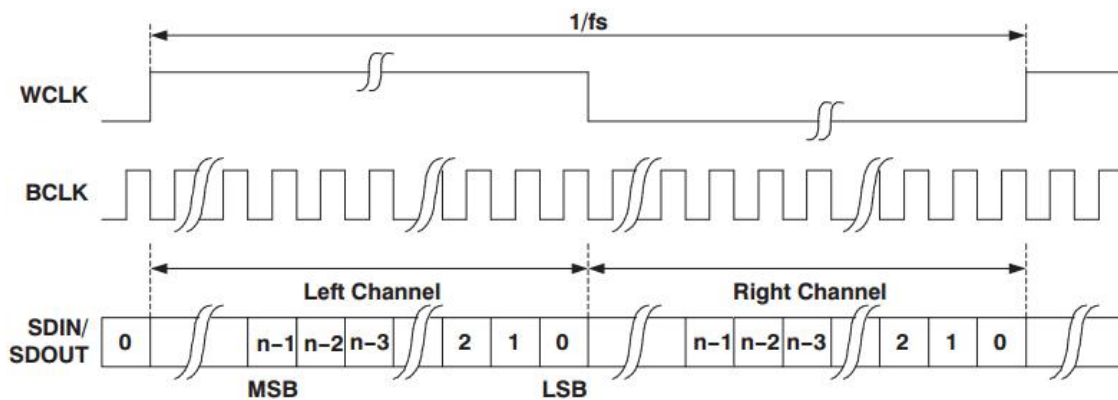 1/fs
WCLK
BCLK
Left Channel Right Channel
SDIN/
SDOUT
0 n−1 n−2 n−3 2 1 0 n−1 n−2 n−3 2 1 0
MSB LSB